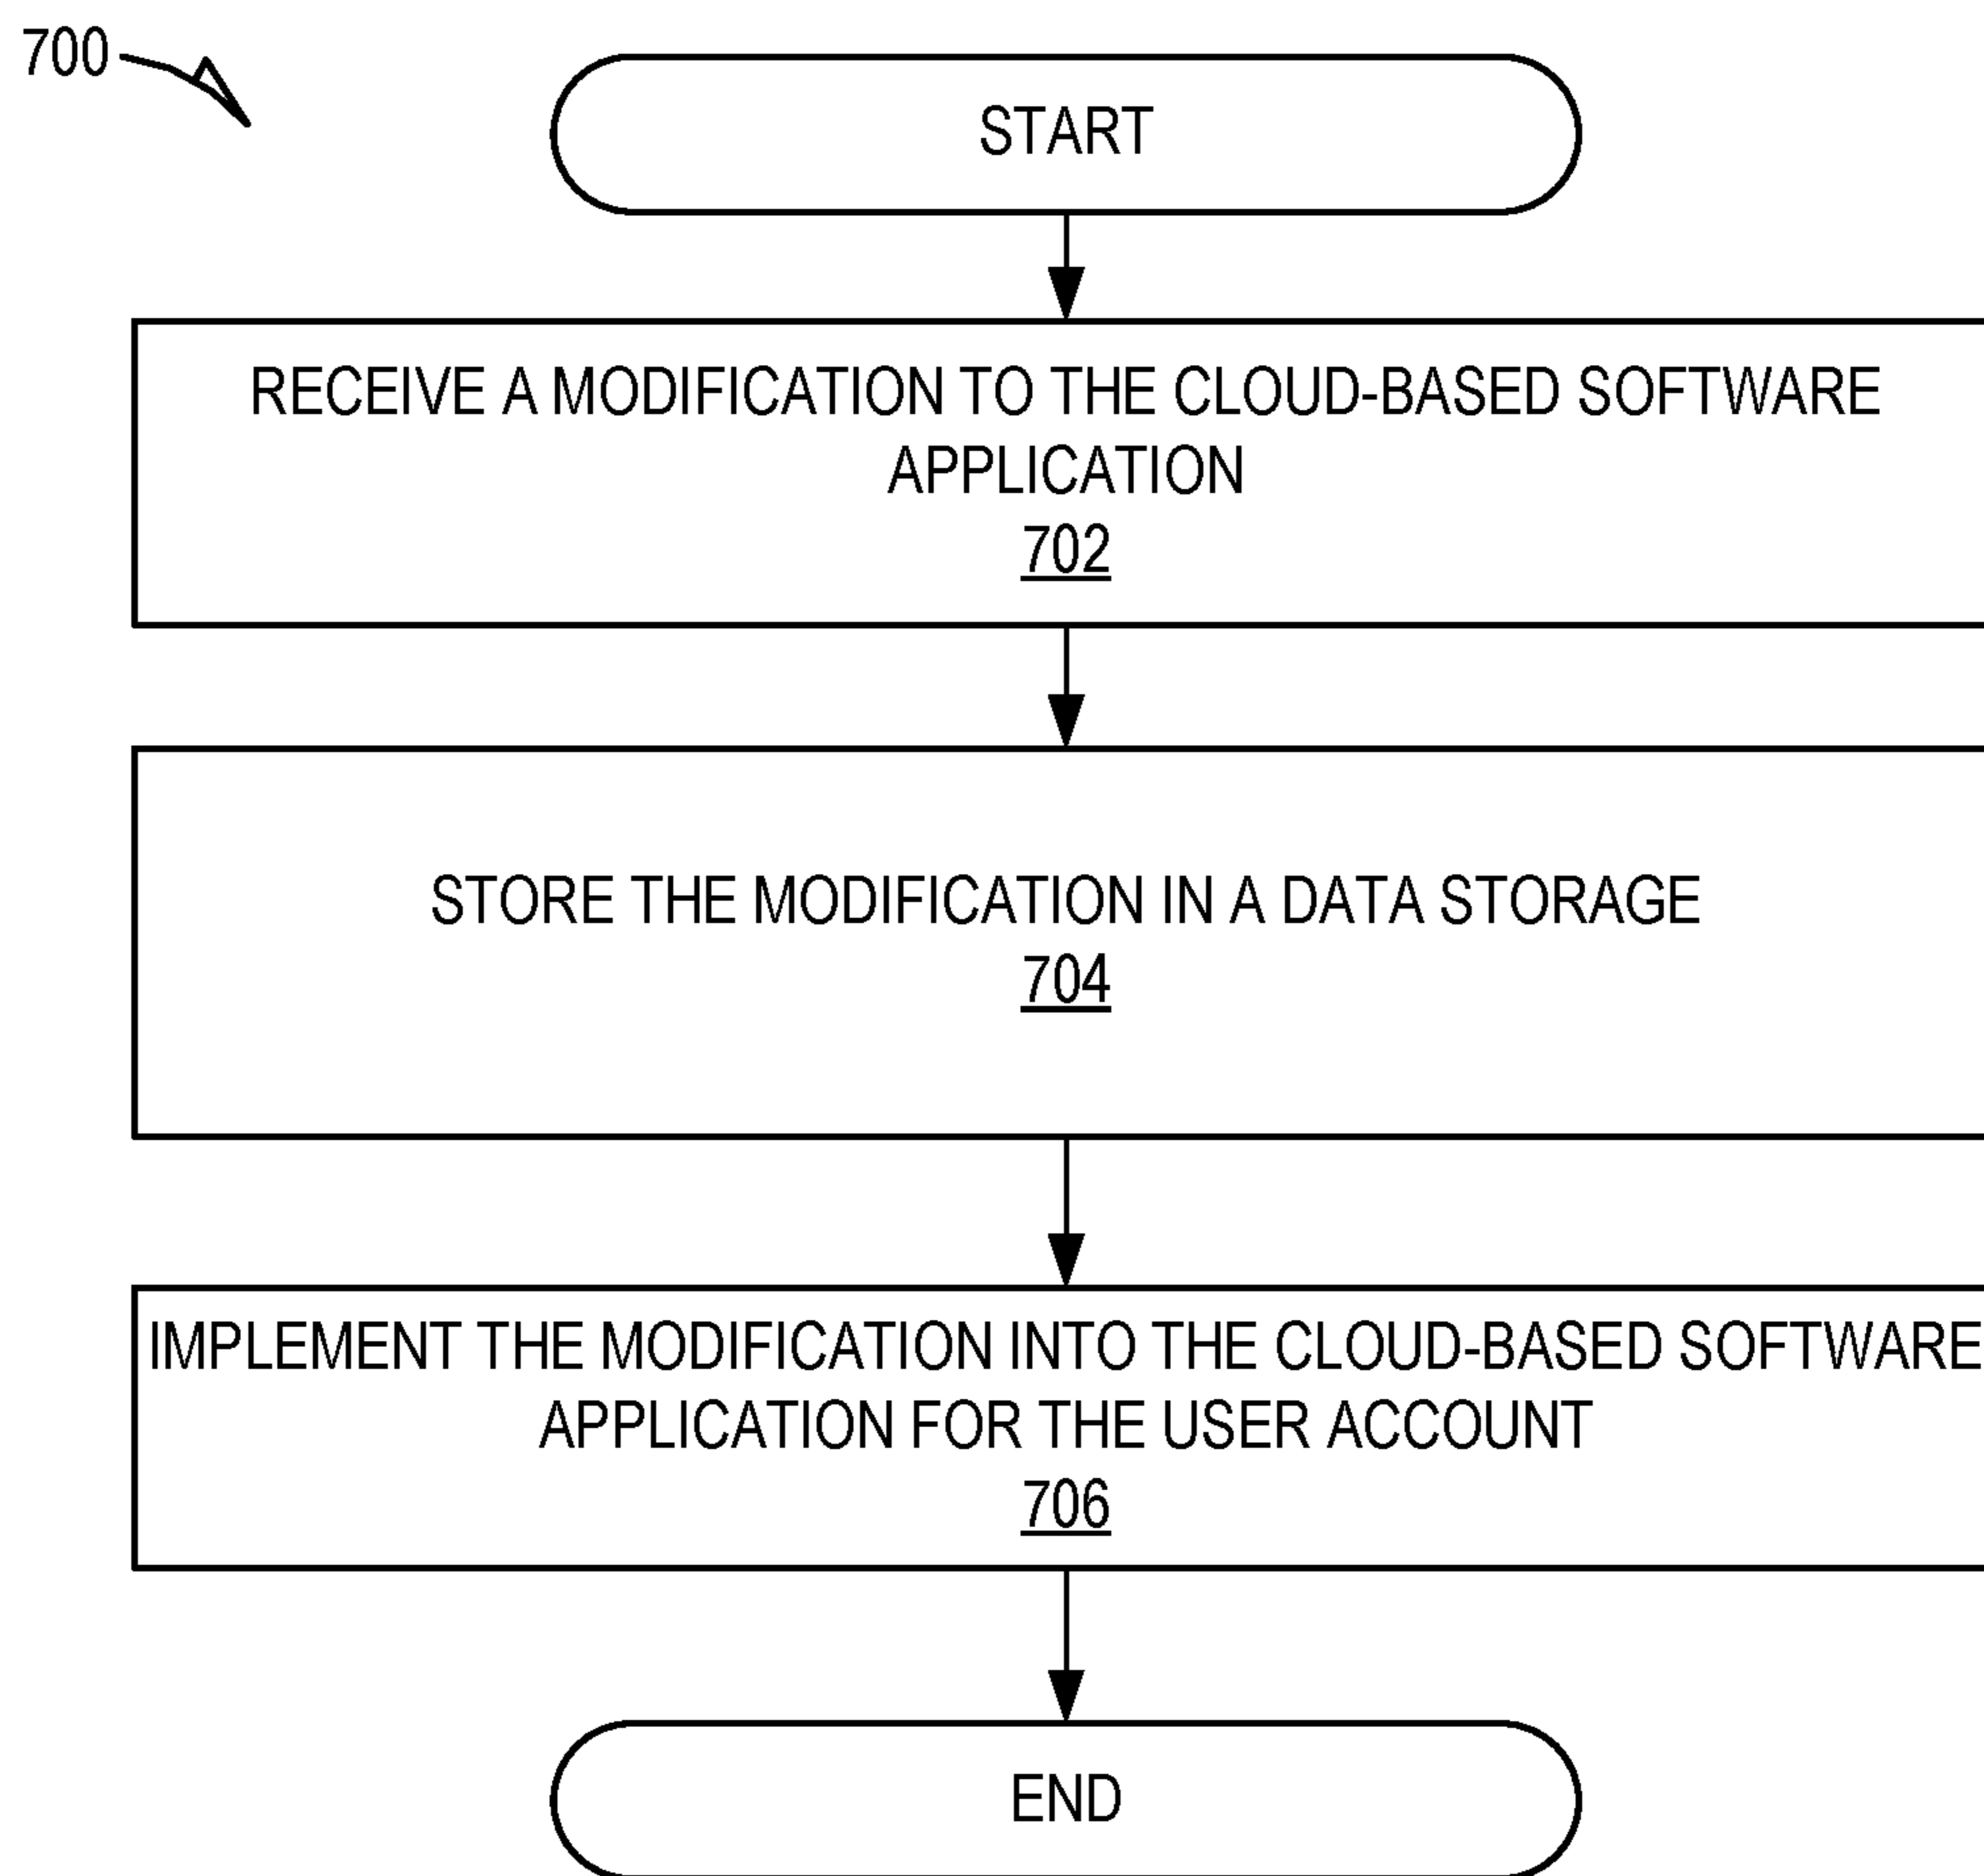 700
START
RECEIVE A MODIFICATION TO THE CLOUD-BASED SOFTWARE
APPLICATION
702
STORE THE MODIFICATION IN A DATA STORAGE
704
IMPLEMENT THE MODIFICATION INTO THE CLOUD-BASED SOFTWARE
APPLICATION FOR THE USER ACCOUNT
706
END